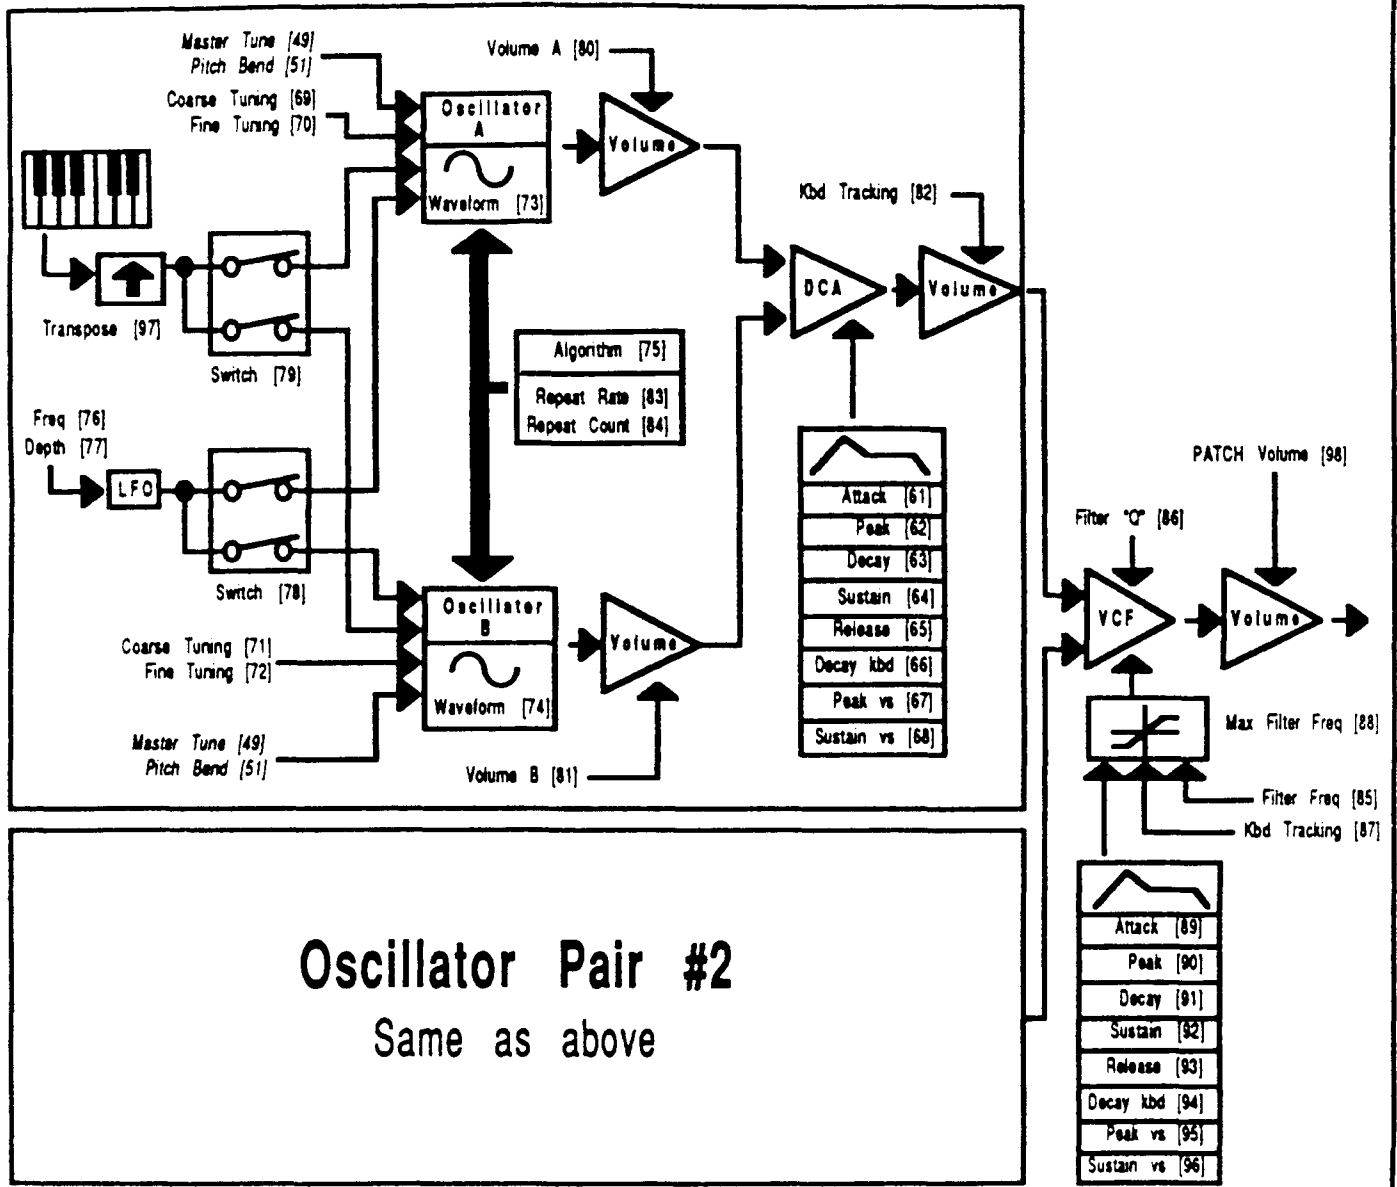 Master Tune [49]
Pitch Bend [51]
Coarse Tuning [69]
Fine Tuning [70]
Volume A [80]
Oscillator
A
Waveform [73]
Volume
Kbd Tracking [82]
DCA
Volume
Transpose [97]
Switch [79]
Algorithm [75]
Repeat Rate [83]
Repeat Count [84]
Freq [76]
Depth [77]
LFO
Switch [78]
Attack [61]
Peak [62]
Decay [63]
Sustain [64]
Release [65]
Decay kbd [66]
Peak vs [67]
Sustain vs [68]
Oscillator
B
Waveform [74]
Volume
Coarse Tuning [71]
Fine Tuning [72]
Master Tune [49]
Pitch Bend [51]
Volume B [81]
PATCH Volume [98]
Filter "Q" [86]
VCF
Volume
Max Filter Freq [88]
Filter Freq [85]
Kbd Tracking [87]
Attack [89]
Peak [90]
Decay [91]
Sustain [92]
Release [93]
Decay kbd [94]
Peak vs [95]
Sustain vs [96]
Oscillator Pair #2
Same as above